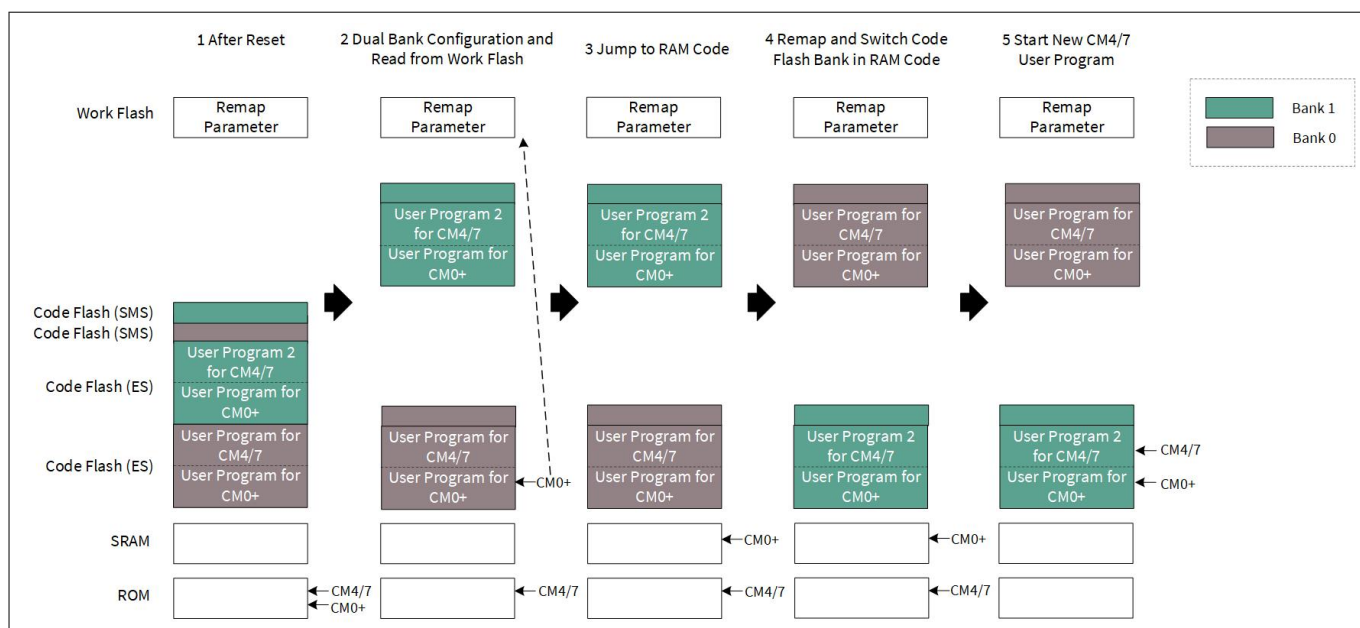 1 After Reset
2 Dual Bank Configuration and
Read from Work Flash
3 Jump to RAM Code
4 Remap and Switch Code
Flash Bank in RAM Code
5 Start New CM4/7
User Program
Bank 1
Bank 0
Work Flash
Remap
Parameter
Remap
Parameter
Remap
Parameter
Remap
Parameter
Remap
Parameter
User Program 2
for CM4/7
User Program for
CM0+
User Program 2
for CM4/7
User Program for
CM0+
User Program for
CM4/7
User Program for
CM0+
User Program for
CM4/7
User Program for
CM0+
Code Flash (SMS)
Code Flash (SMS)
Code Flash (ES)
User Program 2
for CM4/7
User Program for
CM0+
Code Flash (ES)
User Program for
CM4/7
User Program for
CM0+
User Program for
CM4/7
User Program for
CM0+
CM0+
User Program for
CM4/7
User Program for
CM0+
User Program 2
for CM4/7
User Program for
CM0+
User Program 2
for CM4/7
User Program for
CM0+
CM4/7
CM0+
SRAM
CM0+
CM0+
ROM
CM4/7
CM0+
CM4/7
CM4/7
CM4/7